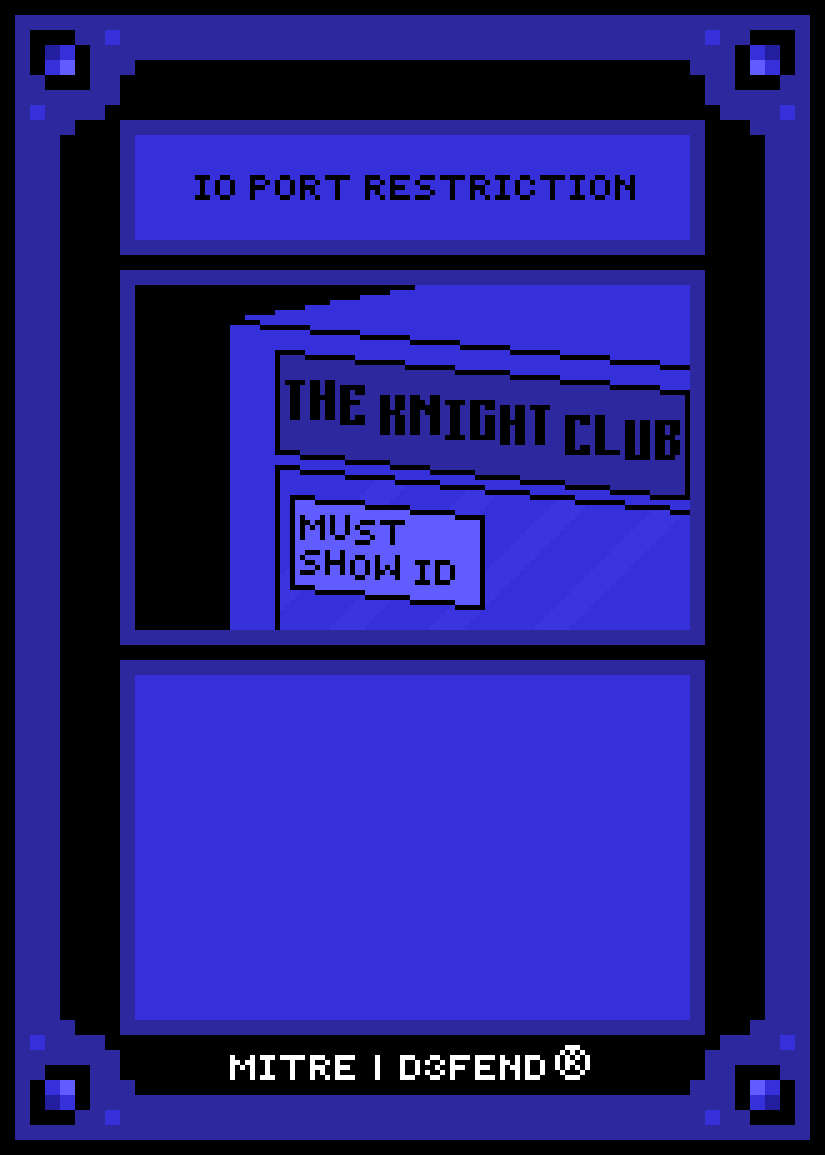 IO PORT RESTRICTION
THE KNIGHT CLUB
MUST
SHOW ID
MITRE | D3FEND®